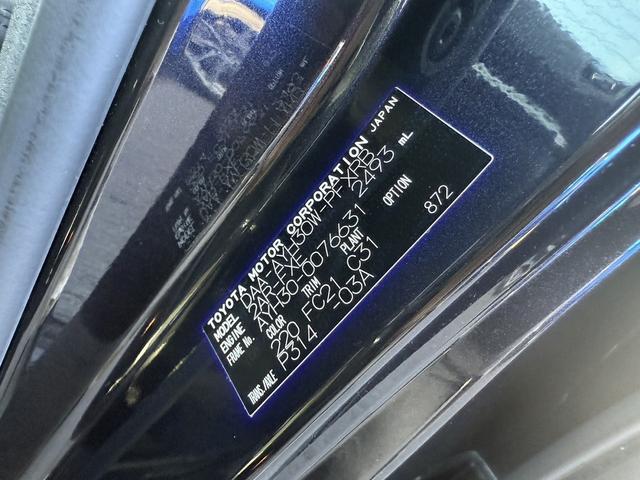 TOYOTA MOTOR CORPORATION JAPAN
MODEL DAA-AYH30W-PFXRB
ENGINE 2AR-FXE 2493 mL
FRAME No. AYH30-0076631
COLOR TRIM PLANT OPTION
220 FC21 C31 872
TRANS./AXLE P314 -03A